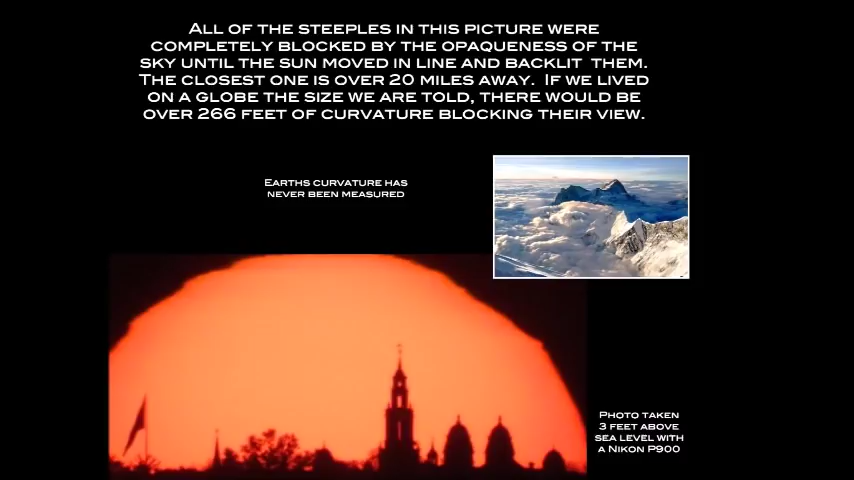 ALL OF THE STEEPLES IN THIS PICTURE WERE
COMPLETELY BLOCKED BY THE OPAQUENESS OF THE
SKY UNTIL THE SUN MOVED IN LINE AND BACKLIT THEM.
THE CLOSEST ONE IS OVER 20 MILES AWAY. IF WE LIVED
ON A GLOBE THE SIZE WE ARE TOLD, THERE WOULD BE
OVER 266 FEET OF CURVATURE BLOCKING THEIR VIEW.
EARTHS CURVATURE HAS
NEVER BEEN MEASURED
PHOTO TAKEN
3 FEET ABOVE
SEA LEVEL WITH
A NIKON P900